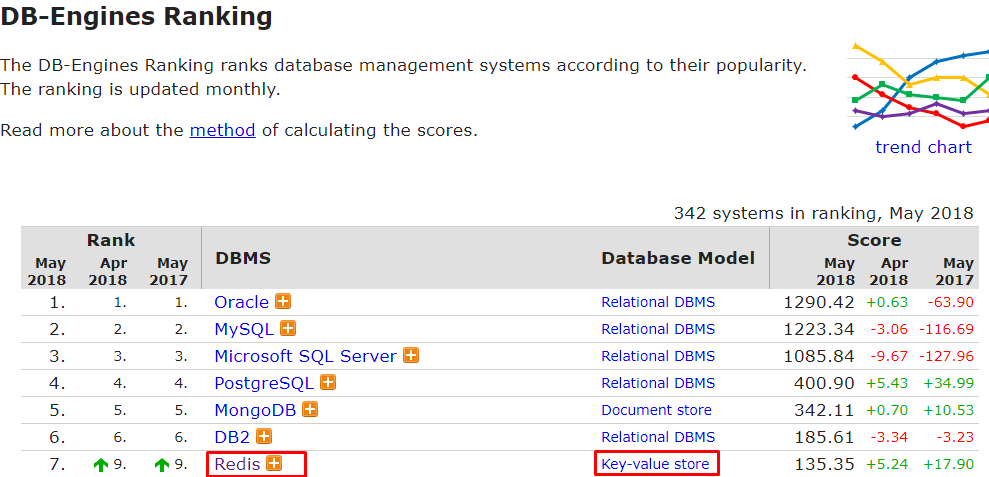 DB-Engines Ranking
The DB-Engines Ranking ranks database management systems according to their popularity.
The ranking is updated monthly.
Read more about the method of calculating the scores.
trend chart
342 systems in ranking, May 2018
Rank DBMS Database Model Score
May 2018 Apr 2018 May 2017 May 2018 Apr 2018 May 2017
1. 1. 1. Oracle Relational DBMS 1290.42 +0.63 -63.90
2. 2. 2. MySQL Relational DBMS 1223.34 -3.06 -116.69
3. 3. 3. Microsoft SQL Server Relational DBMS 1085.84 -9.67 -127.96
4. 4. 4. PostgreSQL Relational DBMS 400.90 +5.43 +34.99
5. 5. 5. MongoDB Document store 342.11 +0.70 +10.53
6. 6. 6. DB2 Relational DBMS 185.61 -3.34 -3.23
7. 9. 9. Redis Key-value store 135.35 +5.24 +17.90